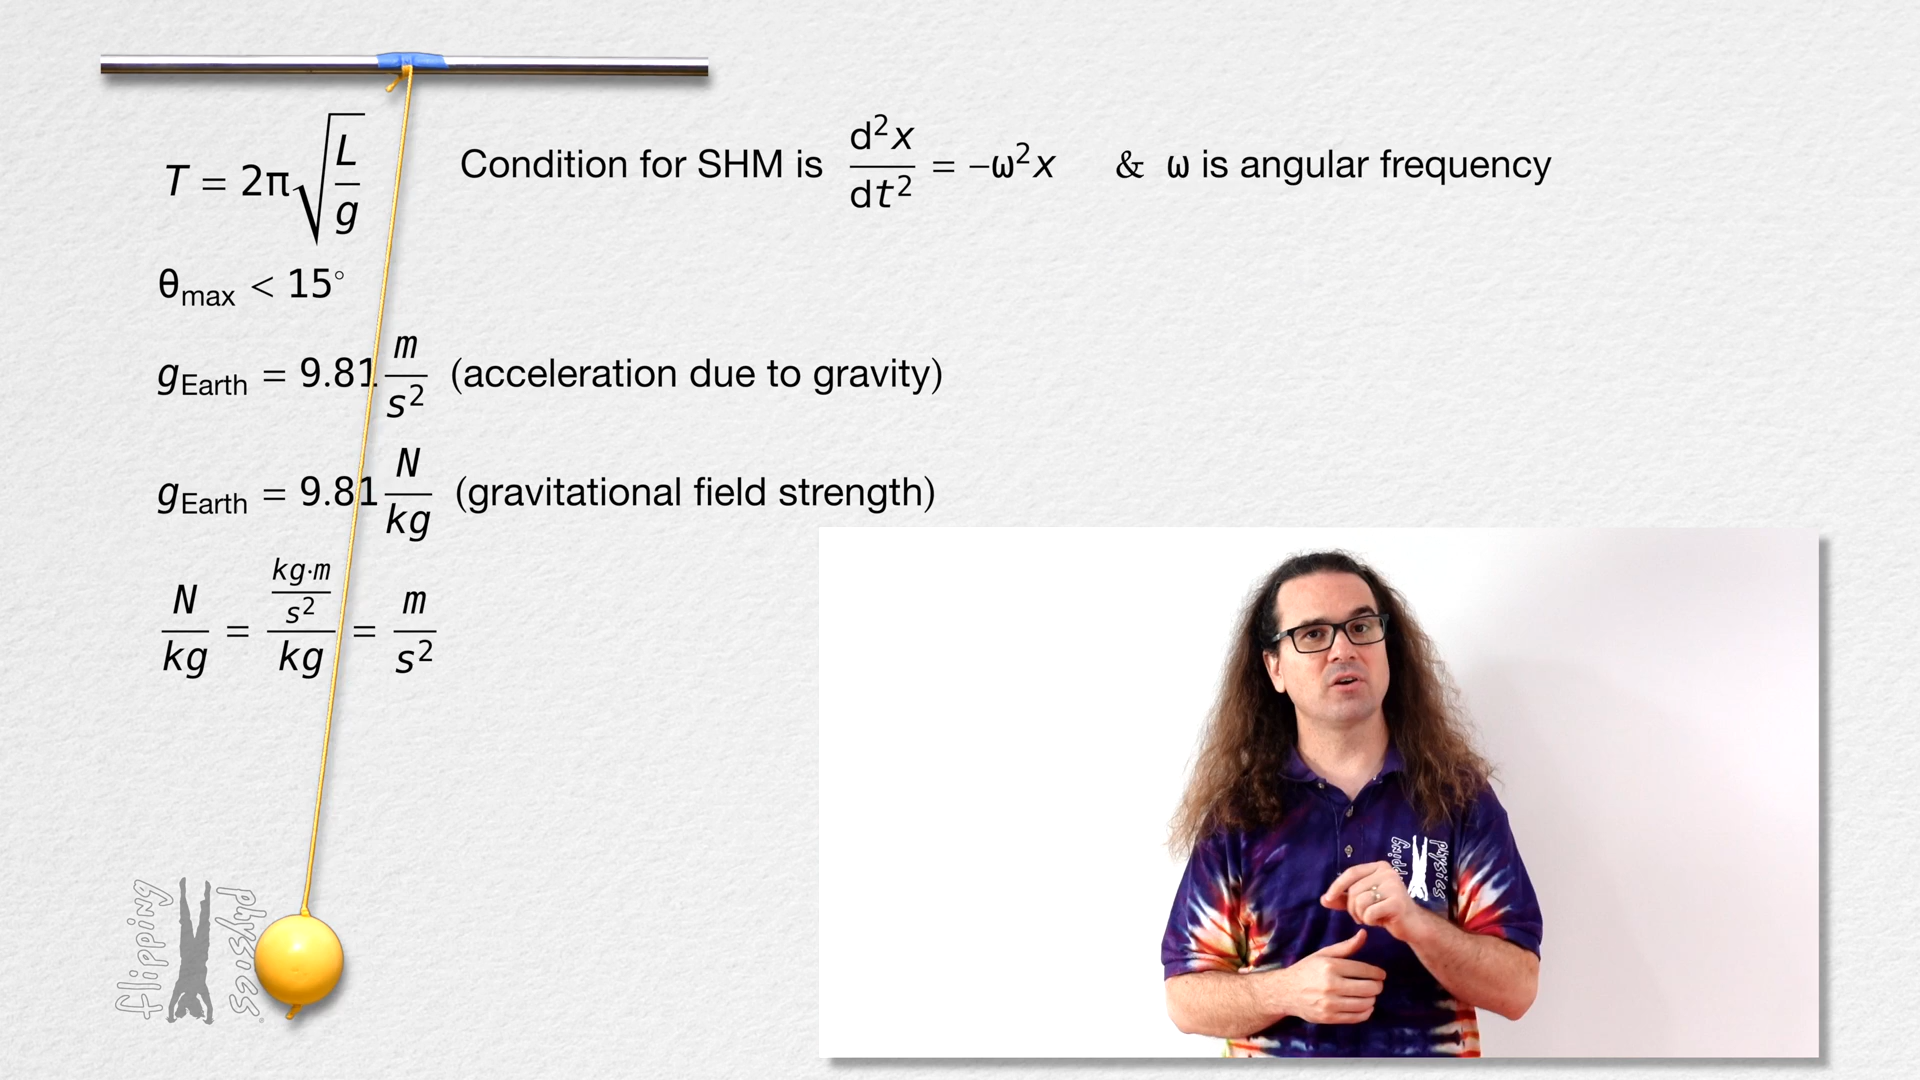 T = 2π√(L/g)
Condition for SHM is d²x/dt² = –ω²x & ω is angular frequency
θmax < 15°
gEarth = 9.81 m/s² (acceleration due to gravity)
gEarth = 9.81 N/kg (gravitational field strength)
N/kg = (kg·m/s²)/kg = m/s²
flipping physics
flipping physics